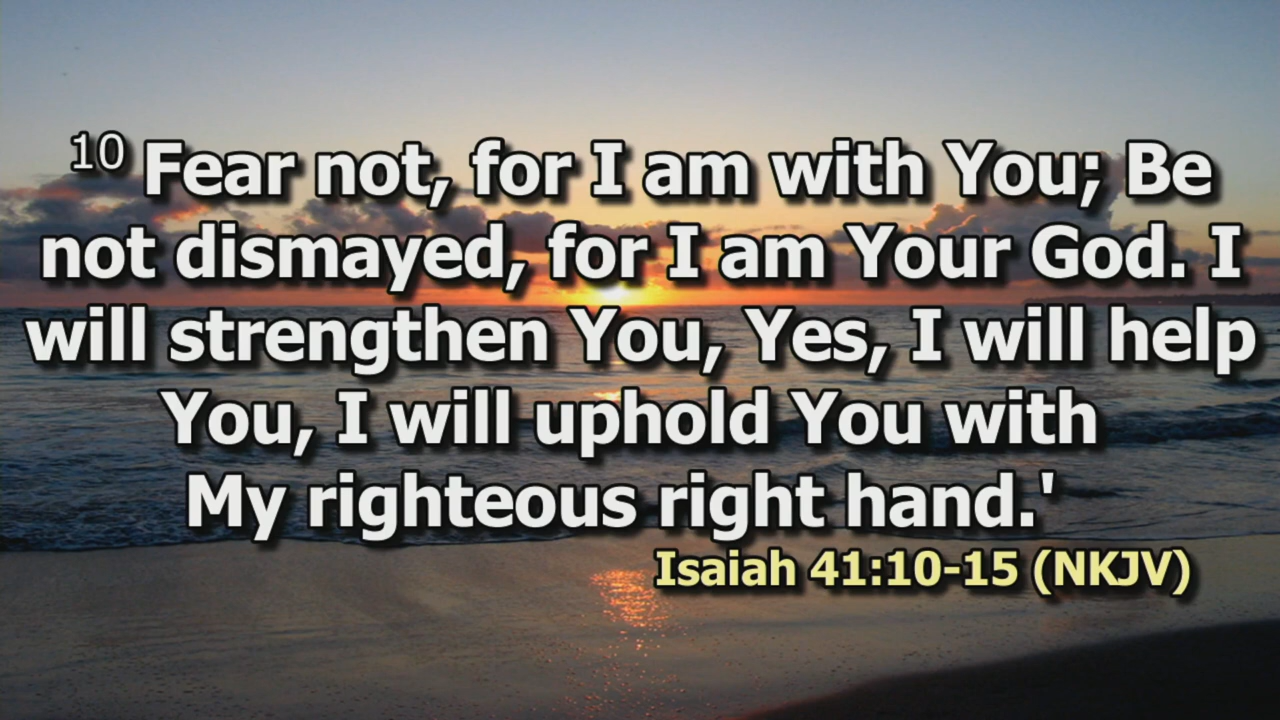 10 Fear not, for I am with You; Be
not dismayed, for I am Your God. I
will strengthen You, Yes, I will help
You, I will uphold You with
My righteous right hand.'
Isaiah 41:10-15 (NKJV)